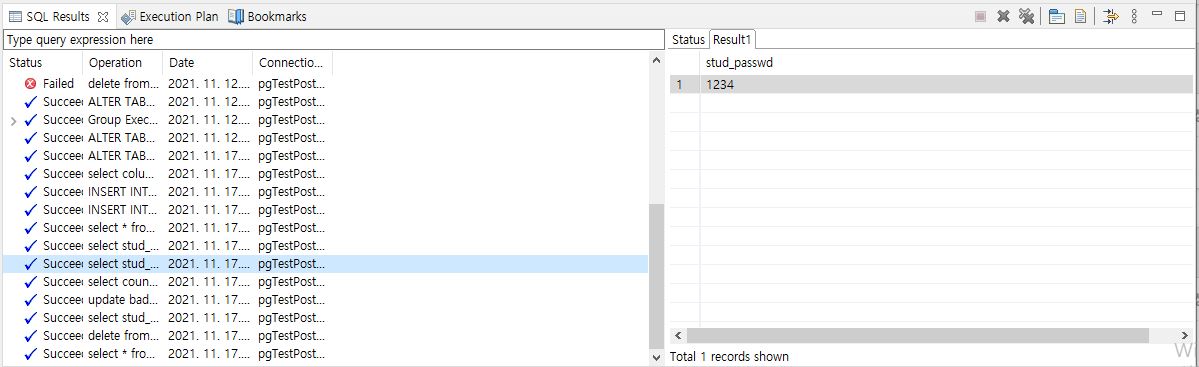 SQL Results Execution Plan Bookmarks
Type query expression here
Status Operation Date Connectio...
Failed delete from... 2021. 11. 12.... pgTestPost...
Succee ALTER TAB... 2021. 11. 12.... pgTestPost...
Succee Group Exec... 2021. 11. 12.... pgTestPost...
Succee ALTER TAB... 2021. 11. 12.... pgTestPost...
Succee ALTER TAB... 2021. 11. 17.... pgTestPost...
Succee select colu... 2021. 11. 17.... pgTestPost...
Succee INSERT INT... 2021. 11. 17.... pgTestPost...
Succee INSERT INT... 2021. 11. 17.... pgTestPost...
Succee select * fro... 2021. 11. 17.... pgTestPost...
Succee select stud_... 2021. 11. 17.... pgTestPost...
Succee select stud_... 2021. 11. 17.... pgTestPost...
Succee select coun... 2021. 11. 17.... pgTestPost...
Succee update bad... 2021. 11. 17.... pgTestPost...
Succee select stud_... 2021. 11. 17.... pgTestPost...
Succee delete from... 2021. 11. 17.... pgTestPost...
Succee select * fro... 2021. 11. 17.... pgTestPost...
Status Result1
stud_passwd
1 1234
Total 1 records shown